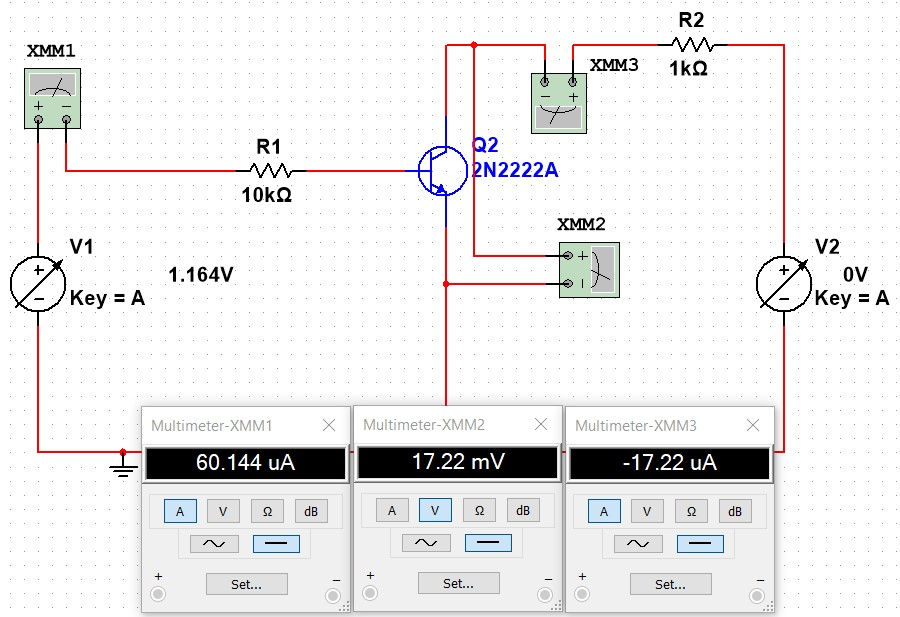 XMM1
XMM3
R2
1kΩ
R1
10kΩ
Q2
2N2222A
XMM2
V1
1.164V
Key = A
V2
0V
Key = A
Multimeter-XMM1
60.144 uA
A V Ω dB
Set...
Multimeter-XMM2
17.22 mV
A V Ω dB
Set...
Multimeter-XMM3
-17.22 uA
A V Ω dB
Set...